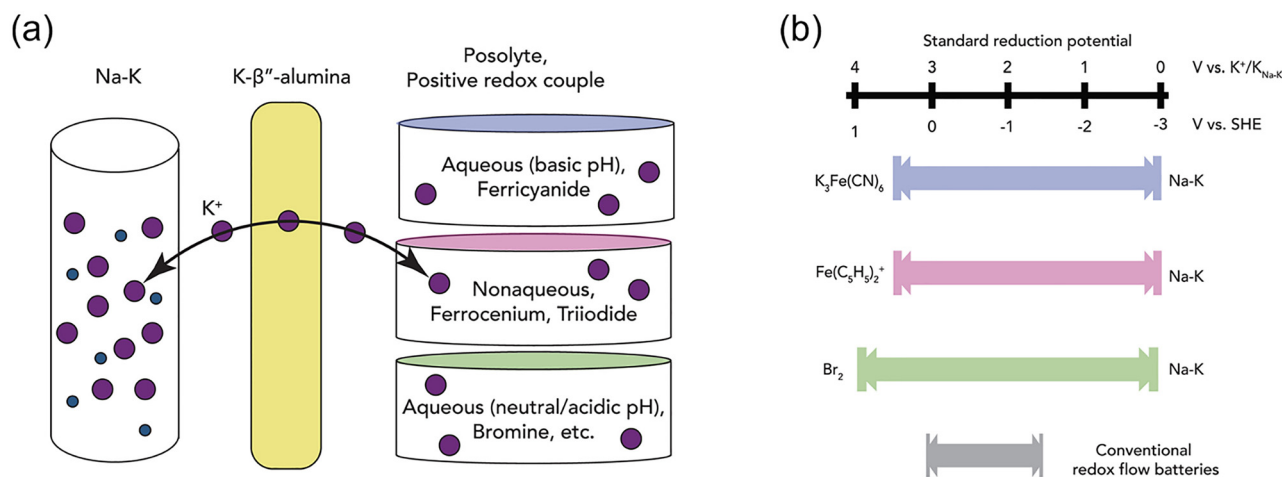 (a)
Na-K
K-β″-alumina
Posolyte,
Positive redox couple
K⁺
Aqueous (basic pH),
Ferricyanide
Nonaqueous,
Ferrocenium, Triiodide
Aqueous (neutral/acidic pH),
Bromine, etc.
(b)
Standard reduction potential
4 3 2 1 0 V vs. K⁺/K_Na-K
1 0 -1 -2 -3 V vs. SHE
K₃Fe(CN)₆ Na-K
Fe(C₅H₅)₂⁺ Na-K
Br₂ Na-K
Conventional
redox flow batteries